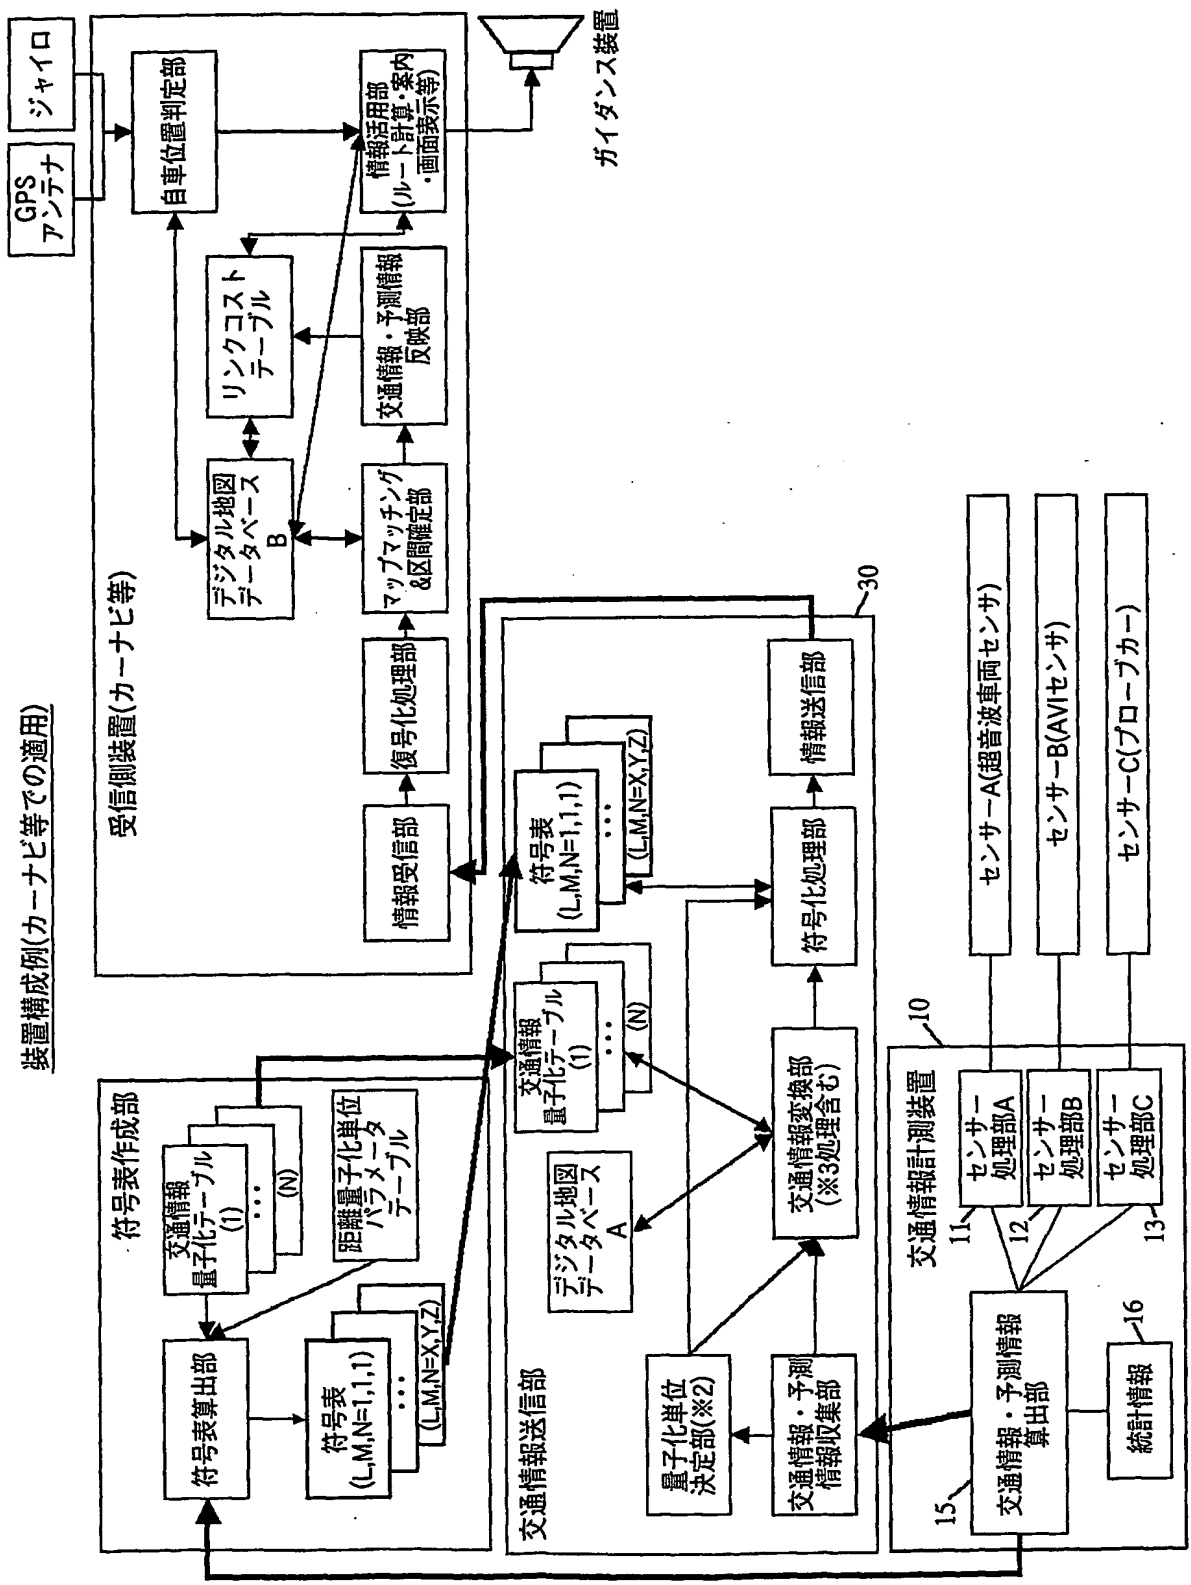 装置構成例(カーナビ等での適用)
交通情報計測装置
10
センサー
処理部A
11
センサー
処理部B
12
センサー
処理部C
13
センサーA(超音波車両センサ)
センサーB(AVIセンサ)
センサーC(プローブカー)
交通情報・予測情報
算出部
15
統計情報
16
符号表作成部
符号表算出部
交通情報
量子化テーブル
(1)
•••
(N)
距離量子化単位
パラメータ
テーブル
符号表
(L,M,N=1,1,1)
•••
(L,M,N=X,Y,Z)
交通情報送信部
30
量子化単位
決定部(※2)
交通情報・予測
情報収集部
デジタル地図
データベース
A
交通情報
量子化テーブル
(1)
•••
(N)
交通情報変換部
(※3処理含む)
符号表
(L,M,N=1,1,1)
•••
(L,M,N=X,Y,Z)
符号化処理部
情報送信部
受信側装置(カーナビ等)
情報受信部
復号化処理部
マップマッチング
&区間確定部
デジタル地図
データベース
B
交通情報・予測情報
反映部
リンクコスト
テーブル
自車位置判定部
情報活用部
(ルート計算・案内
・画面表示等)
GPS
アンテナ
ジャイロ
ガイダンス装置